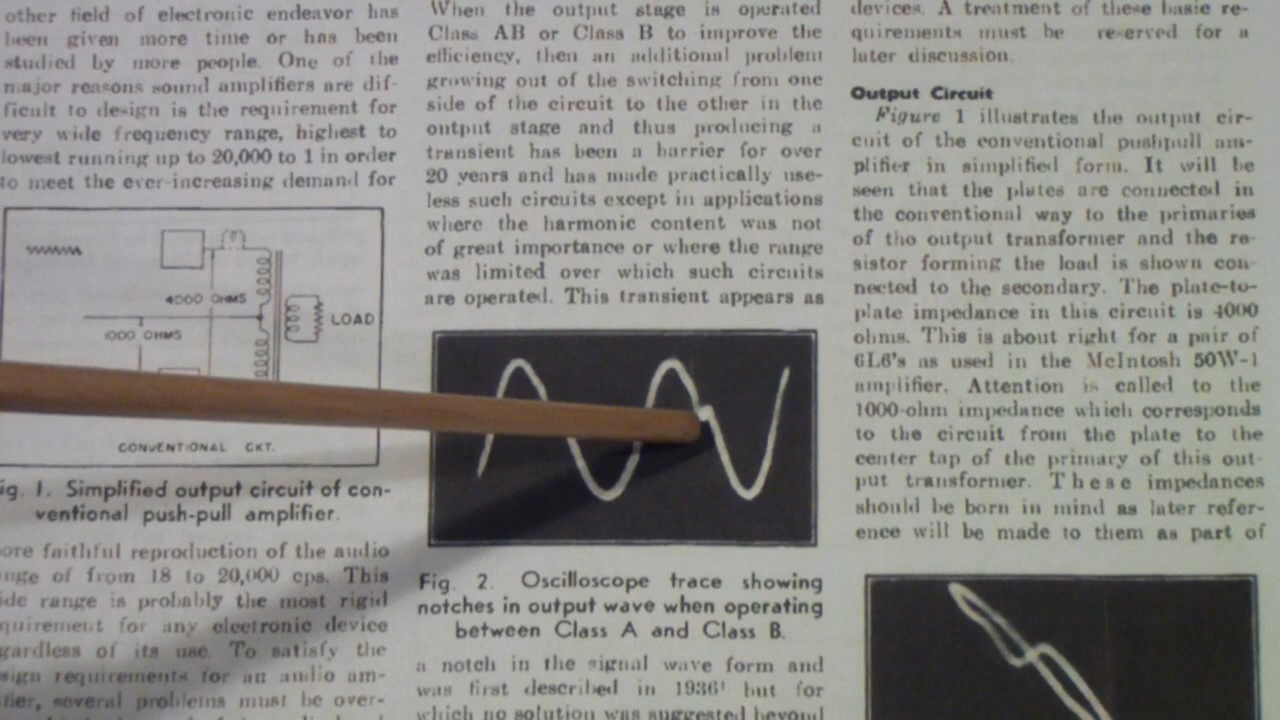 other field of electronic endeavor has
been given more time or has been
studied by more people. One of the
major reasons sound amplifiers are dif-
ficult to design is the requirement for
very wide frequency range, highest to
lowest running up to 20,000 to 1 in order
to meet the ever-increasing demand for
4000 OHMS
1000 OHMS
LOAD
CONVENTIONAL CKT.
ig. 1. Simplified output circuit of con-
ventional push-pull amplifier.
ore faithful reproduction of the audio
nge of from 18 to 20,000 cps. This
ide range is probably the most rigid
quirement for any electronic device
gardless of its use. To satisfy the
sign requirements for an audio am-
fier, several problems must be over-
When the output stage is operated
Class AB or Class B to improve the
efficiency, then an additional problem
growing out of the switching from one
side of the circuit to the other in the
output stage and thus producing a
transient has been a barrier for over
20 years and has made practically use-
less such circuits except in applications
where the harmonic content was not
of great importance or where the range
was limited over which such circuits
are operated. This transient appears as
Fig. 2. Oscilloscope trace showing
notches in output wave when operating
between Class A and Class B.
a notch in the signal wave form and
was first described in 1936¹ but for
which no solution was suggested beyond
devices. A treatment of these basic re-
quirements must be re-erved for a
later discussion.
Output Circuit
Figure 1 illustrates the output cir-
cuit of the conventional pushpull am-
plifier in simplified form. It will be
seen that the plates are connected in
the conventional way to the primaries
of the output transformer and the re-
sistor forming the load is shown con-
nected to the secondary. The plate-to-
plate impedance in this circuit is 4000
ohms. This is about right for a pair of
6L6's as used in the McIntosh 50W-1
amplifier. Attention is called to the
1000-ohm impedance which corresponds
to the circuit from the plate to the
center tap of the primary of this out-
put transformer. These impedances
should be born in mind as later refer-
ence will be made to them as part of